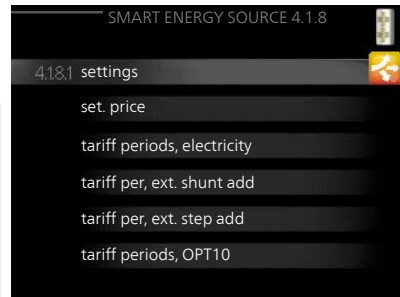 SMART ENERGY SOURCE 4.1.8
4.1.8.1 settings
set. price
tariff periods, electricity
tariff per, ext. shunt add
tariff per, ext. step add
tariff periods, OPT10